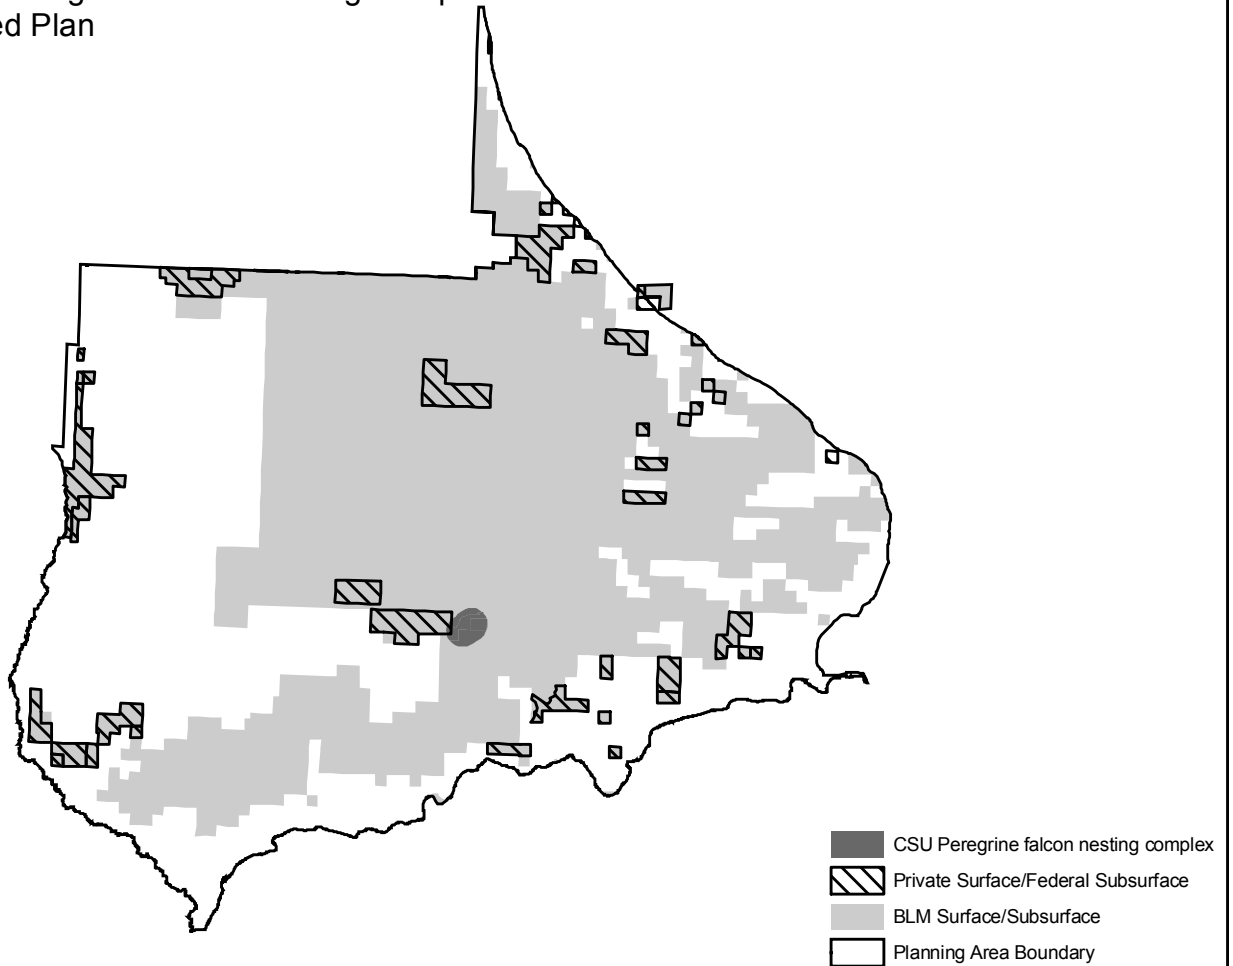 ed Plan
CSU Peregrine falcon nesting complex
Private Surface/Federal Subsurface
BLM Surface/Subsurface
Planning Area Boundary